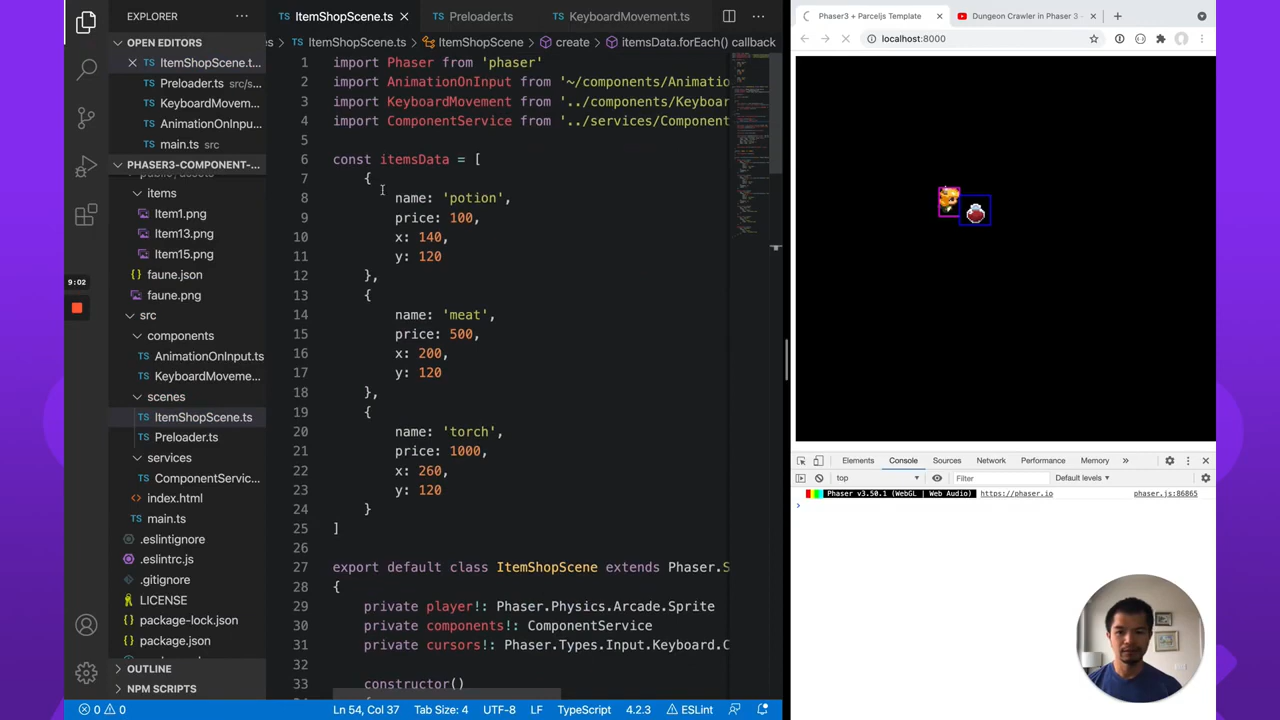 EXPLORER
OPEN EDITORS
ItemShopScene.t...
Preloader.ts src/s...
KeyboardMovem...
AnimationOnInpu...
main.ts src
PHASER3-COMPONENT-...
items
Item1.png
Item13.png
Item15.png
faune.json
faune.png
src
components
AnimationOnInput.ts
KeyboardMoveme...
scenes
ItemShopScene.ts
Preloader.ts
services
ComponentServic...
index.html
main.ts
.eslintignore
.eslintrc.js
.gitignore
LICENSE
package-lock.json
package.json
OUTLINE
NPM SCRIPTS
9:02
ItemShopScene.ts
Preloader.ts
KeyboardMovement.ts
es
ItemShopScene.ts
ItemShopScene
create
itemsData.forEach() callback
1 import Phaser from 'phaser'
2 import AnimationOnInput from '~/components/Animatio
3 import KeyboardMovement from '../components/Keyboar
4 import ComponentService from '../services/Component
5
6 const itemsData = [
7 {
8 name: 'potion',
9 price: 100,
10 x: 140,
11 y: 120
12 },
13 {
14 name: 'meat',
15 price: 500,
16 x: 200,
17 y: 120
18 },
19 {
20 name: 'torch',
21 price: 1000,
22 x: 260,
23 y: 120
24 }
25 ]
26
27 export default class ItemShopScene extends Phaser.S
28 {
29 private player!: Phaser.Physics.Arcade.Sprite
30 private components!: ComponentService
31 private cursors!: Phaser.Types.Input.Keyboard.C
32
33 constructor()
0 0
Ln 54, Col 37
Tab Size: 4
UTF-8
LF
TypeScript
4.2.3
ESLint
Phaser3 + Parceljs Template
Dungeon Crawler in Phaser 3 -
localhost:8000
Elements
Console
Sources
Network
Performance
Memory
top
Filter
Default levels
Phaser v3.50.1 (WebGL | Web Audio) https://phaser.io phaser.js:86865